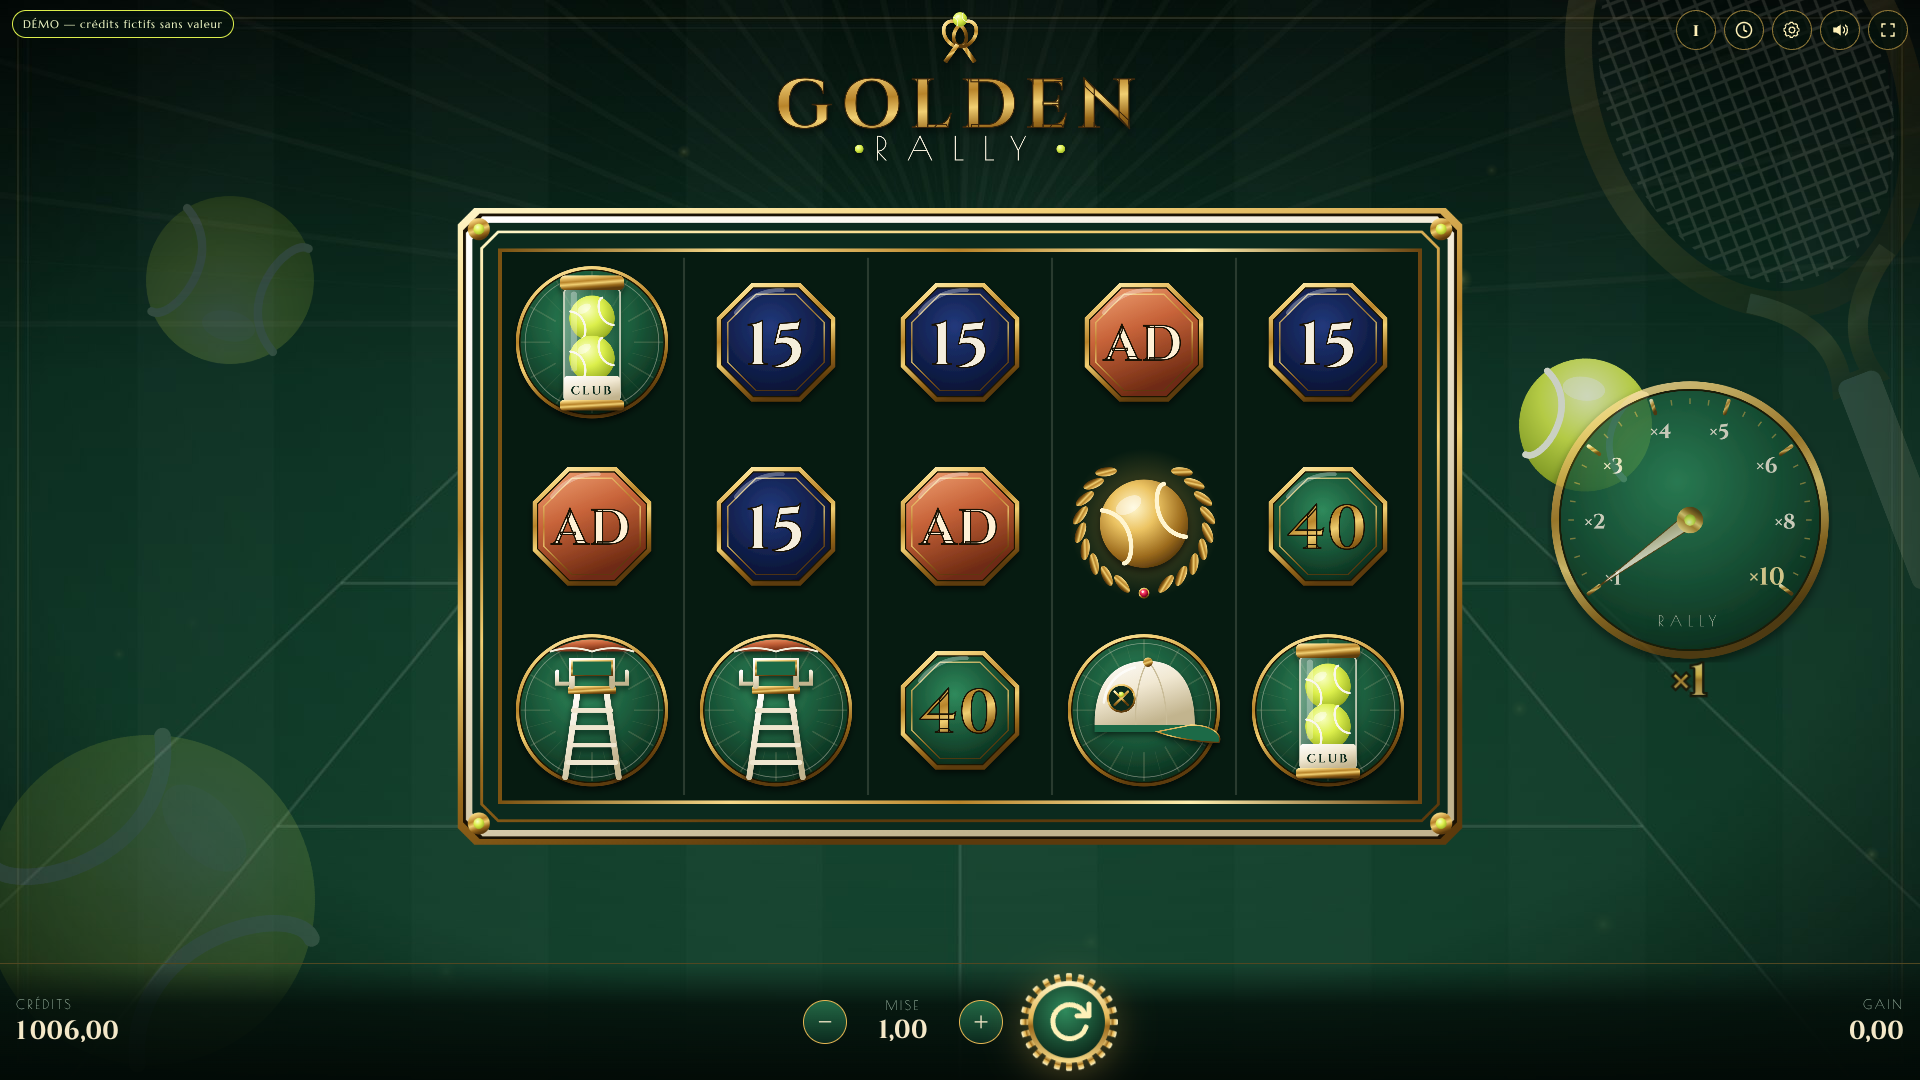 DÉMO — crédits fictifs sans valeur
I
GOLDEN
RALLY
CLUB
15
15
AD
15
AD
15
AD
40
40
CLUB
×1
×2
×3
×4
×5
×6
×8
×10
RALLY
×1
CRÉDITS
1006,00
− MISE +
1,00
GAIN
0,00